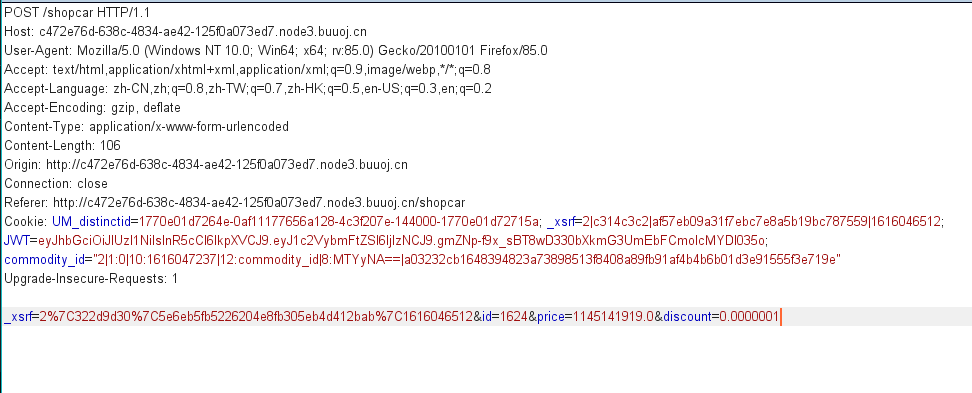 POST /shopcar HTTP/1.1
Host: c472e76d-638c-4834-ae42-125f0a073ed7.node3.buuoj.cn
User-Agent: Mozilla/5.0 (Windows NT 10.0; Win64; x64; rv:85.0) Gecko/20100101 Firefox/85.0
Accept: text/html,application/xhtml+xml,application/xml;q=0.9,image/webp,*/*;q=0.8
Accept-Language: zh-CN,zh;q=0.8,zh-TW;q=0.7,zh-HK;q=0.5,en-US;q=0.3,en;q=0.2
Accept-Encoding: gzip, deflate
Content-Type: application/x-www-form-urlencoded
Content-Length: 106
Origin: http://c472e76d-638c-4834-ae42-125f0a073ed7.node3.buuoj.cn
Connection: close
Referer: http://c472e76d-638c-4834-ae42-125f0a073ed7.node3.buuoj.cn/shopcar
Cookie: UM_distinctid=1770e01d7264e-0af11177656a128-4c3f207e-144000-1770e01d72715a; _xsrf=2|c314c3c2|af57eb09a31f7ebc7e8a5b19bc787559|1616046512;
JWT=eyJhbGciOiJIUzI1NiIsInR5cCI6IkpXVCJ9.eyJ1c2VybmFtZSI6IjIzNCJ9.gmZNp-f9x_sBT8wD330bXkmG3UmEbFCmolcMYDI035o;
commodity_id="2|1:0|10:1616047237|12:commodity_id|8:MTYyNA==|a03232cb1648394823a73898513f8408a89fb91af4b4b6b01d3e91555f3e719e"
Upgrade-Insecure-Requests: 1
_xsrf=2%7C322d9d30%7C5e6eb5fb5226204e8fb305eb4d412bab%7C1616046512&id=1624&price=1145141919.0&discount=0.0000001